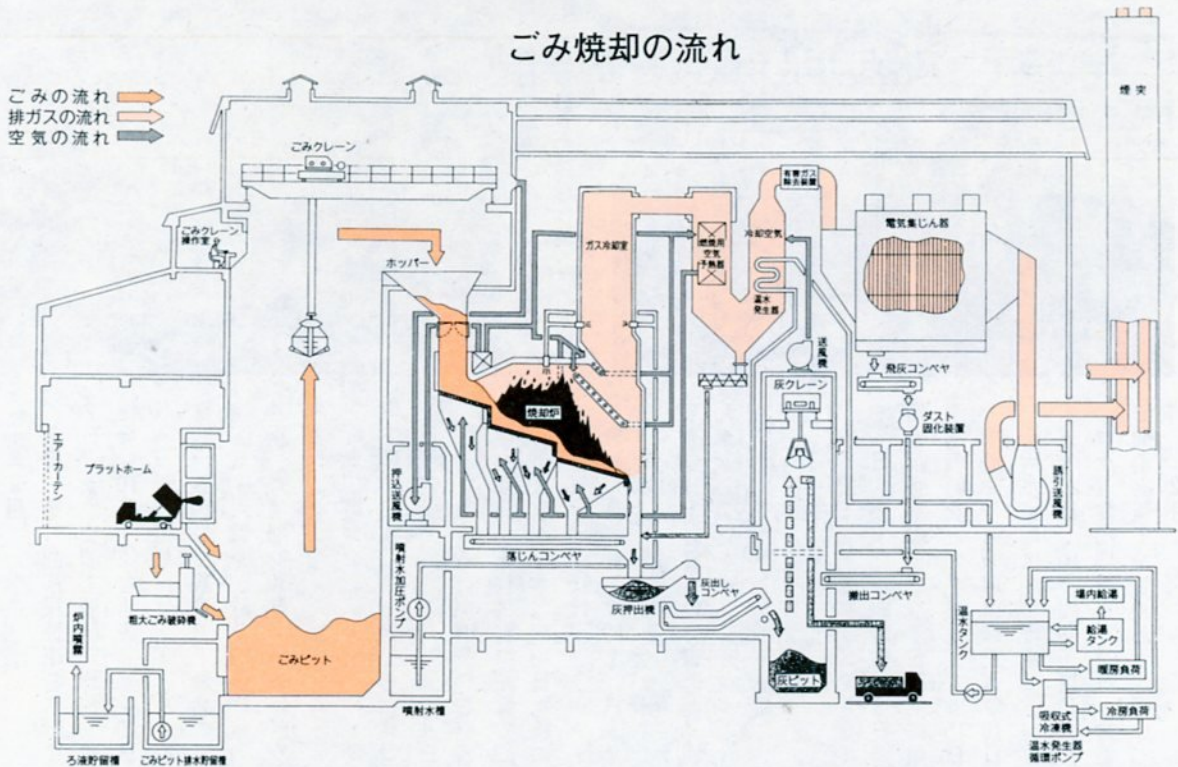 ごみ焼却の流れ
ごみの流れ
排ガスの流れ
空気の流れ
煙突
ごみクレーン
ごみクレーン
操作室
ホッパー
ガス冷却室
燃焼用
空気
予熱器
冷却空気
有害ガス
除去装置
電気集じん器
温水
発生器
送風機
灰クレーン
飛灰コンベヤ
ダスト
固化装置
焼却炉
エアーカーテン
プラットホーム
押込送風機
誘引送風機
落じんコンベヤ
噴射水加圧ポンプ
灰出し
コンベヤ
灰押出機
搬出コンベヤ
粗大ごみ破砕機
炉内噴霧
ごみピット
灰ピット
温水タンク
場内給湯
給湯
タンク
暖房負荷
冷房負荷
吸収式
冷凍機
温水発生器
循環ポンプ
噴射水槽
ろ液貯留槽
ごみピット排水貯留槽